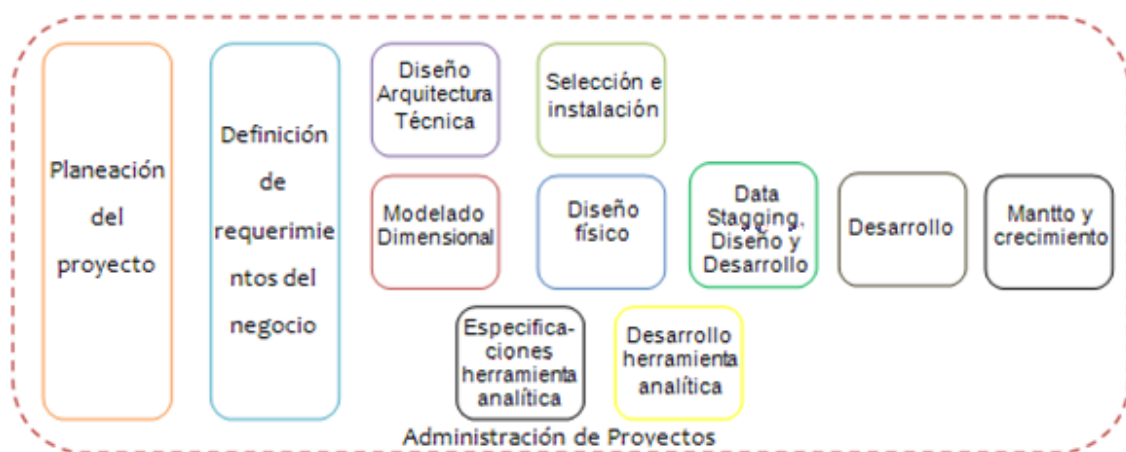 Planeación
del
proyecto
Definición
de
requerimie
ntos del
negocio
Diseño
Arquitectura
Técnica
Selección e
instalación
Modelado
Dimensional
Diseño
físico
Data
Stagging,
Diseño y
Desarrollo
Desarrollo
Mantto y
crecimiento
Especifica-
ciones
herramienta
analítica
Desarrollo
herramienta
analítica
Administración de Proyectos